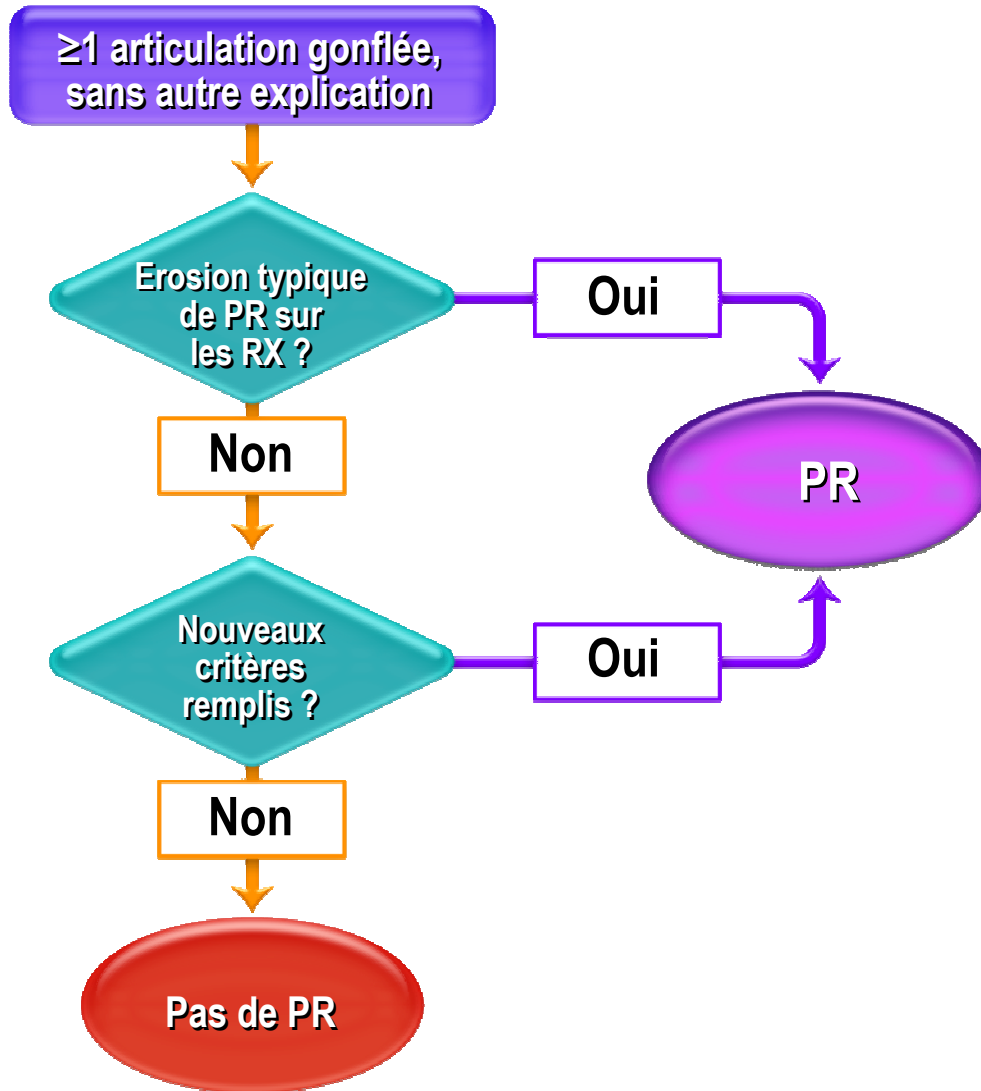 ≥1 articulation gonflée,
sans autre explication
Erosion typique
de PR sur
les RX ?
Oui
Non
PR
Nouveaux
critères
remplis ?
Oui
Non
Pas de PR